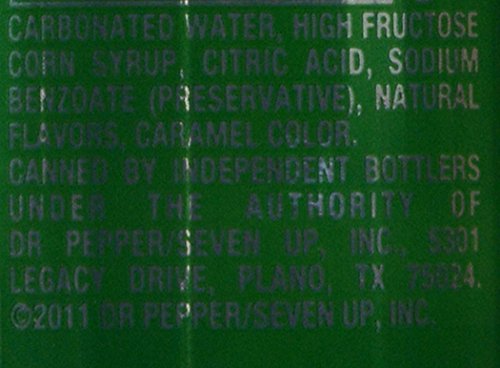 CARBONATED WATER, HIGH FRUCTOSE
CORN SYRUP, CITRIC ACID, SODIUM
BENZOATE (PRESERVATIVE), NATURAL
FLAVORS, CARAMEL COLOR.
CANNED BY INDEPENDENT BOTTLERS
UNDER THE AUTHORITY OF
DR PEPPER/SEVEN UP, INC., 5301
LEGACY DRIVE, PLANO, TX 75024.
©2011 DR PEPPER/SEVEN UP, INC.